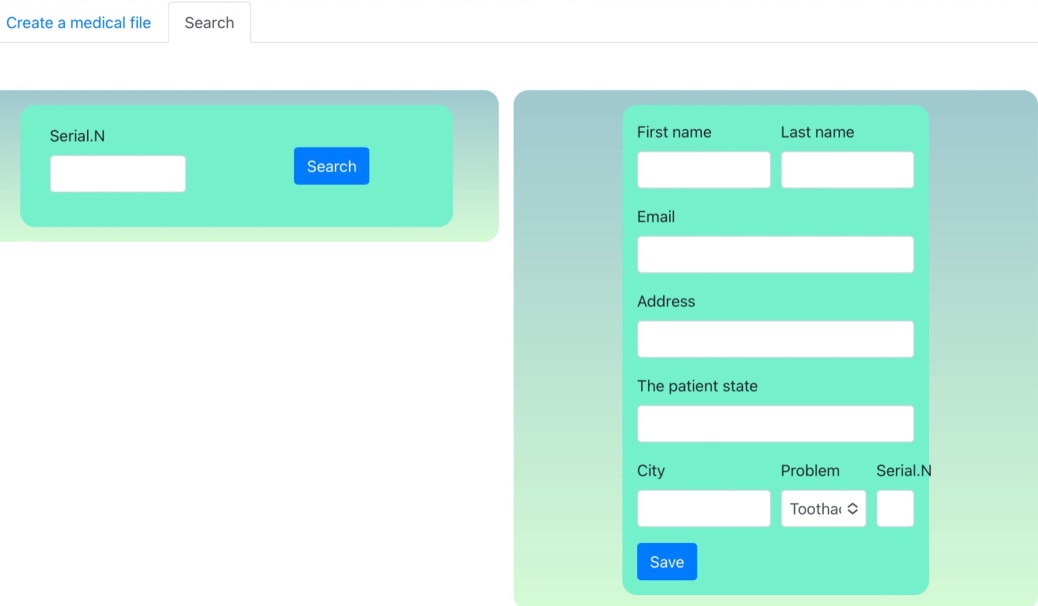 Create a medical file
Search
Serial.N
Search
First name
Last name
Email
Address
The patient state
City
Problem
Serial.N
Tootha
Save